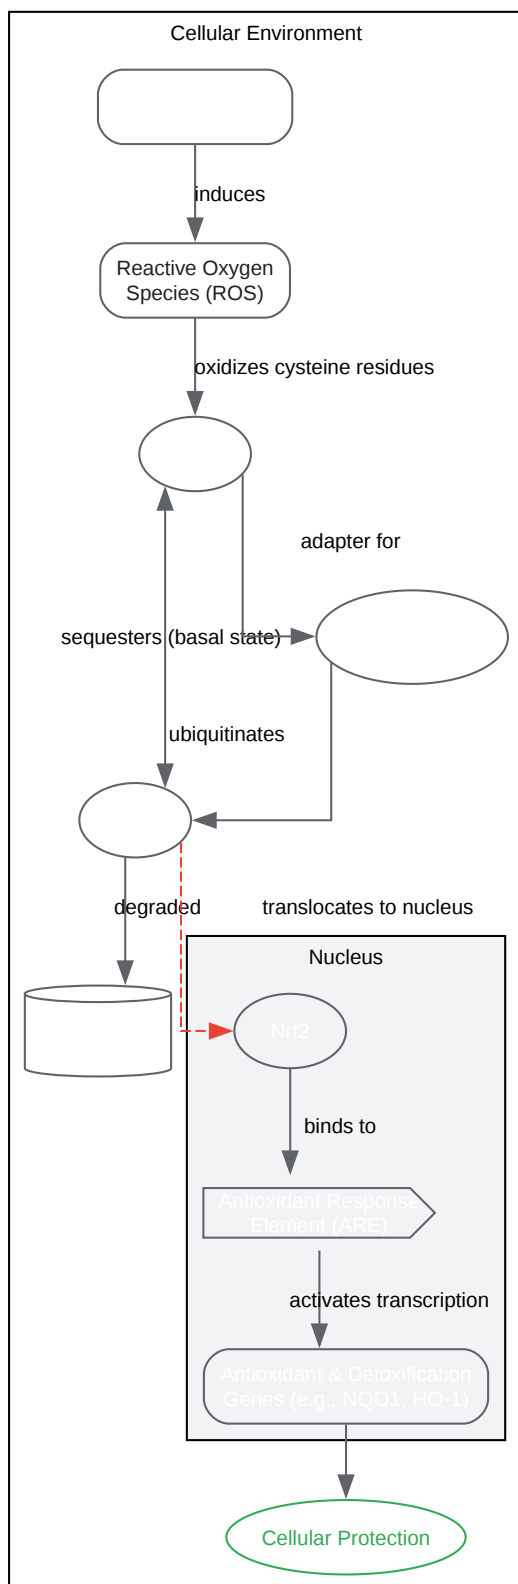 Cellular Environment
induces
Reactive Oxygen
Species (ROS)
oxidizes cysteine residues
adapter for
sequesters (basal state)
ubiquitinates
degraded
translocates to nucleus
Nucleus
Nrf2
binds to
Antioxidant Response
Element (ARE)
activates transcription
Antioxidant & Detoxification
Genes (e.g., NQO1, HO-1)
Cellular Protection